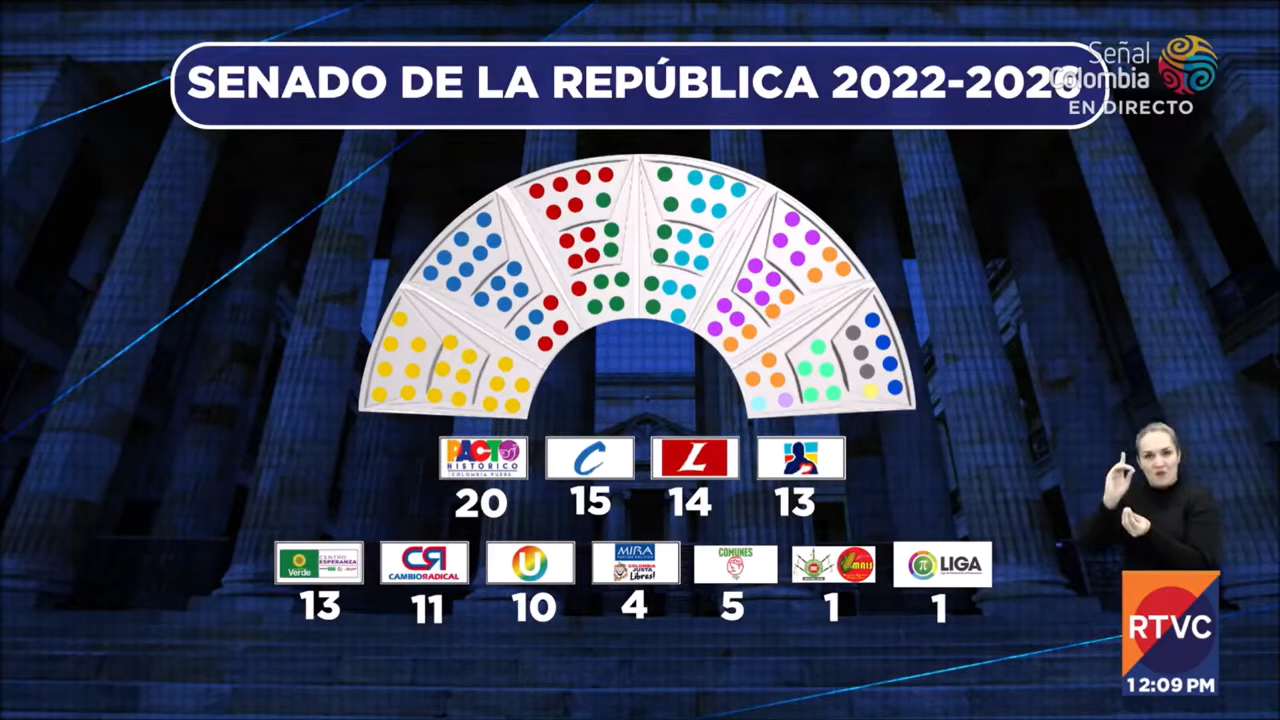 SENADO DE LA REPÚBLICA 2022-2026
Señal
Colombia
EN DIRECTO
PACTO
HISTÓRICO
COLOMBIA PUEDE
C
L
20
15
14
13
Verde
CENTRO
ESPERANZA
CR
CAMBIO RADICAL
U
MIRA
COLOMBIA
JUSTA
Libres!
COMUNES
MAIS
π LIGA
13
11
10
4
5
1
1
RTVC
12:09 PM